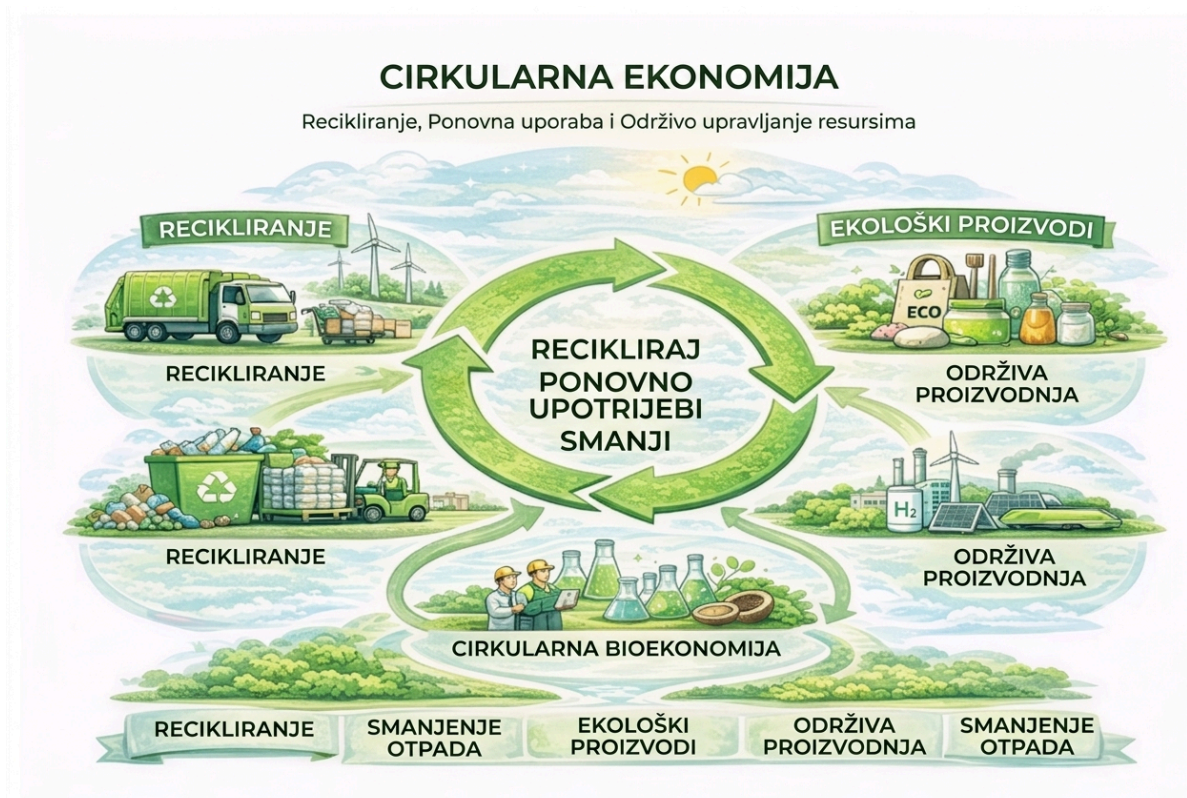 CIRKULARNA EKONOMIJA
Recikliranje, Ponovna uporaba i Održivo upravljanje resursima
RECIKLIRANJE
EKOLOŠKI PROIZVODI
ECO
RECIKLIRAJ
PONOVNO
UPOTRIJEBI
SMANJI
RECIKLIRANJE
ODRŽIVA
PROIZVODNJA
H₂
RECIKLIRANJE
ODRŽIVA
PROIZVODNJA
CIRKULARNA BIOEKONOMIJA
RECIKLIRANJE
SMANJENJE
OTPADA
EKOLOŠKI
PROIZVODI
ODRŽIVA
PROIZVODNJA
SMANJENJE
OTPADA